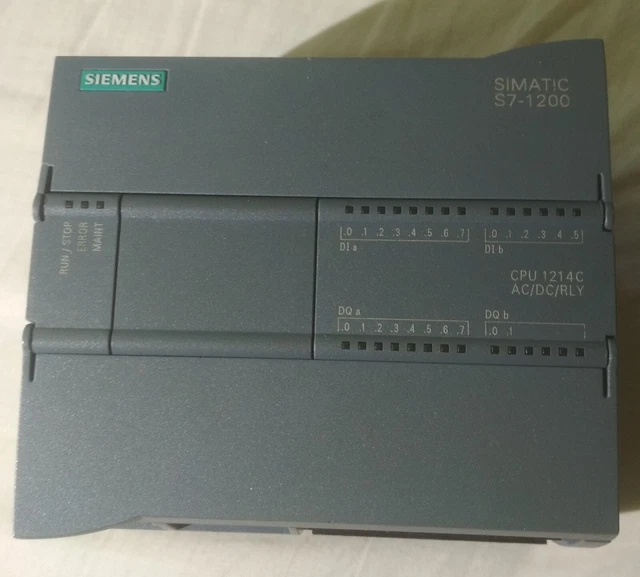 SIEMENS
SIMATIC
S7-1200
RUN / STOP
ERROR
MAINT
.0 .1 .2 .3 .4 .5 .6 .7
DI a
.0 .1 .2 .3 .4 .5
DI b
CPU 1214C
AC/DC/RLY
DQ a
.0 .1 .2 .3 .4 .5 .6 .7
DQ b
.0 .1